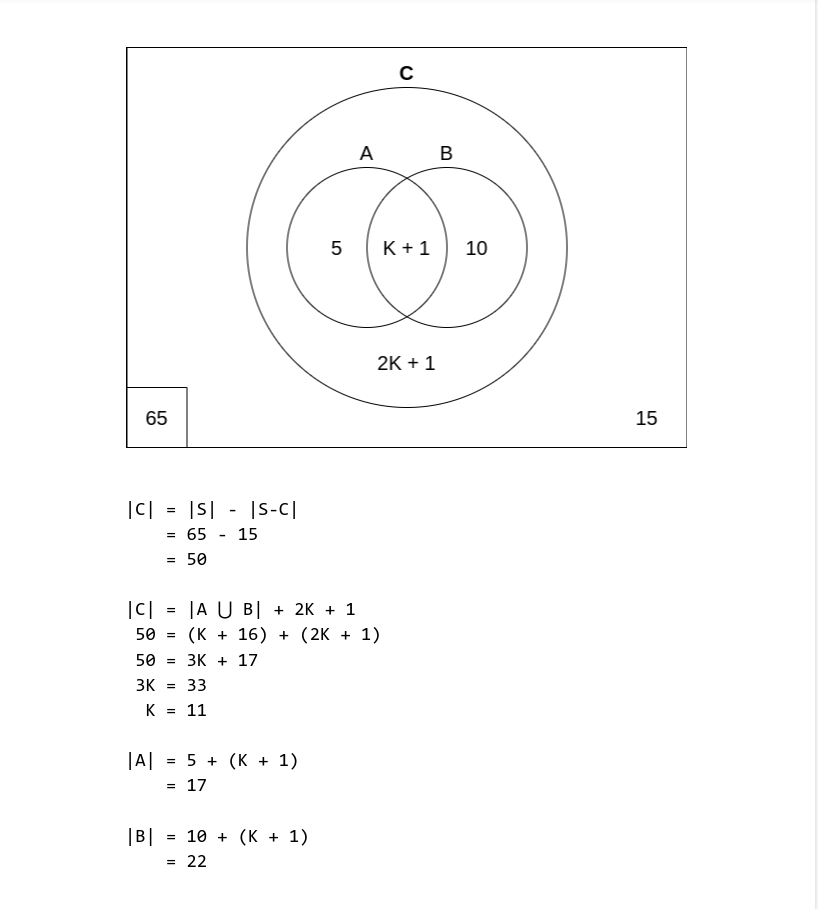 C
A B
5 K + 1 10
2K + 1
65 15
|C| = |S| - |S-C|
= 65 - 15
= 50
|C| = |A ⋃ B| + 2K + 1
50 = (K + 16) + (2K + 1)
50 = 3K + 17
3K = 33
K = 11
|A| = 5 + (K + 1)
= 17
|B| = 10 + (K + 1)
= 22